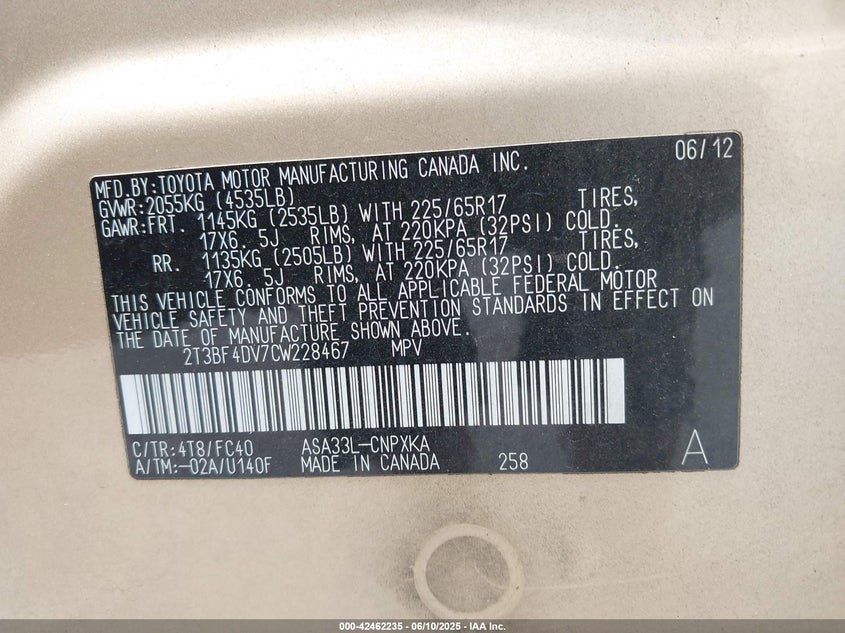 06/12
MFD.BY:TOYOTA MOTOR MANUFACTURING CANADA INC.
GVWR:2055KG (4535LB)
GAWR:FRT. 1145KG (2535LB) WITH 225/65R17 TIRES,
17X6. 5J RIMS, AT 220KPA (32PSI) COLD.
RR. 1135KG (2505LB) WITH 225/65R17 TIRES,
17X6. 5J RIMS, AT 220KPA (32PSI) COLD.
THIS VEHICLE CONFORMS TO ALL APPLICABLE FEDERAL MOTOR
VEHICLE SAFETY AND THEFT PREVENTION STANDARDS IN EFFECT ON
THE DATE OF MANUFACTURE SHOWN ABOVE.
2T3BF4DV7CW228467 MPV
C/TR:4T8/FC40 ASA33L-CNPXKA
A/TM:-02A/U140F MADE IN CANADA 258 A
000-42462235 - 06/10/2025 - IAA Inc.